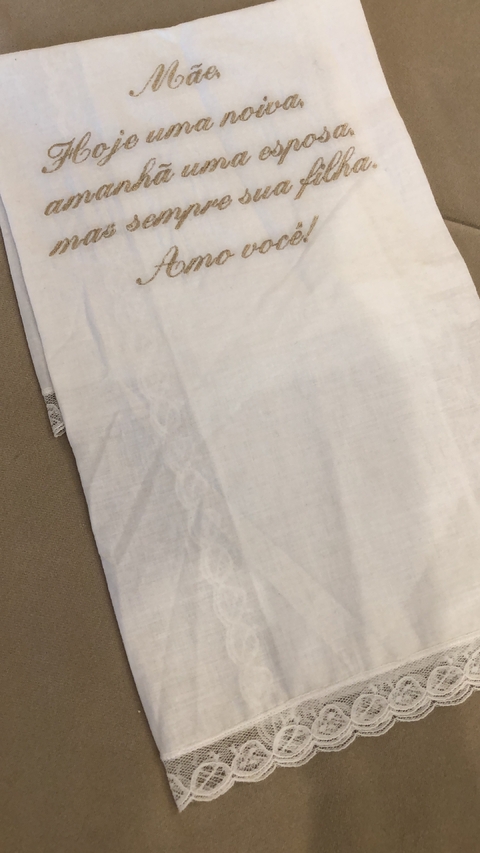 Mãe,
Hoje uma noiva,
amanhã uma esposa,
mas sempre sua filha.
Amo você!